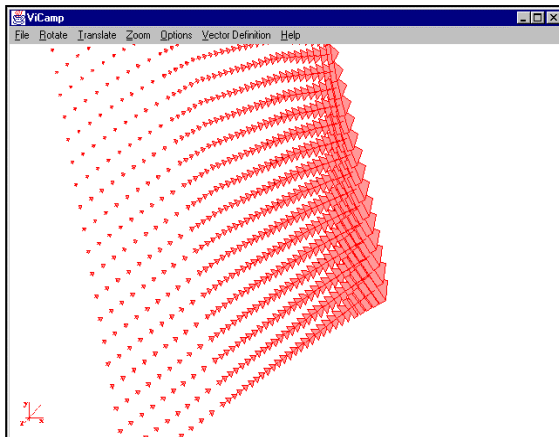 ViCamp
File Rotate Translate Zoom Options Vector Definition Help
y
z x